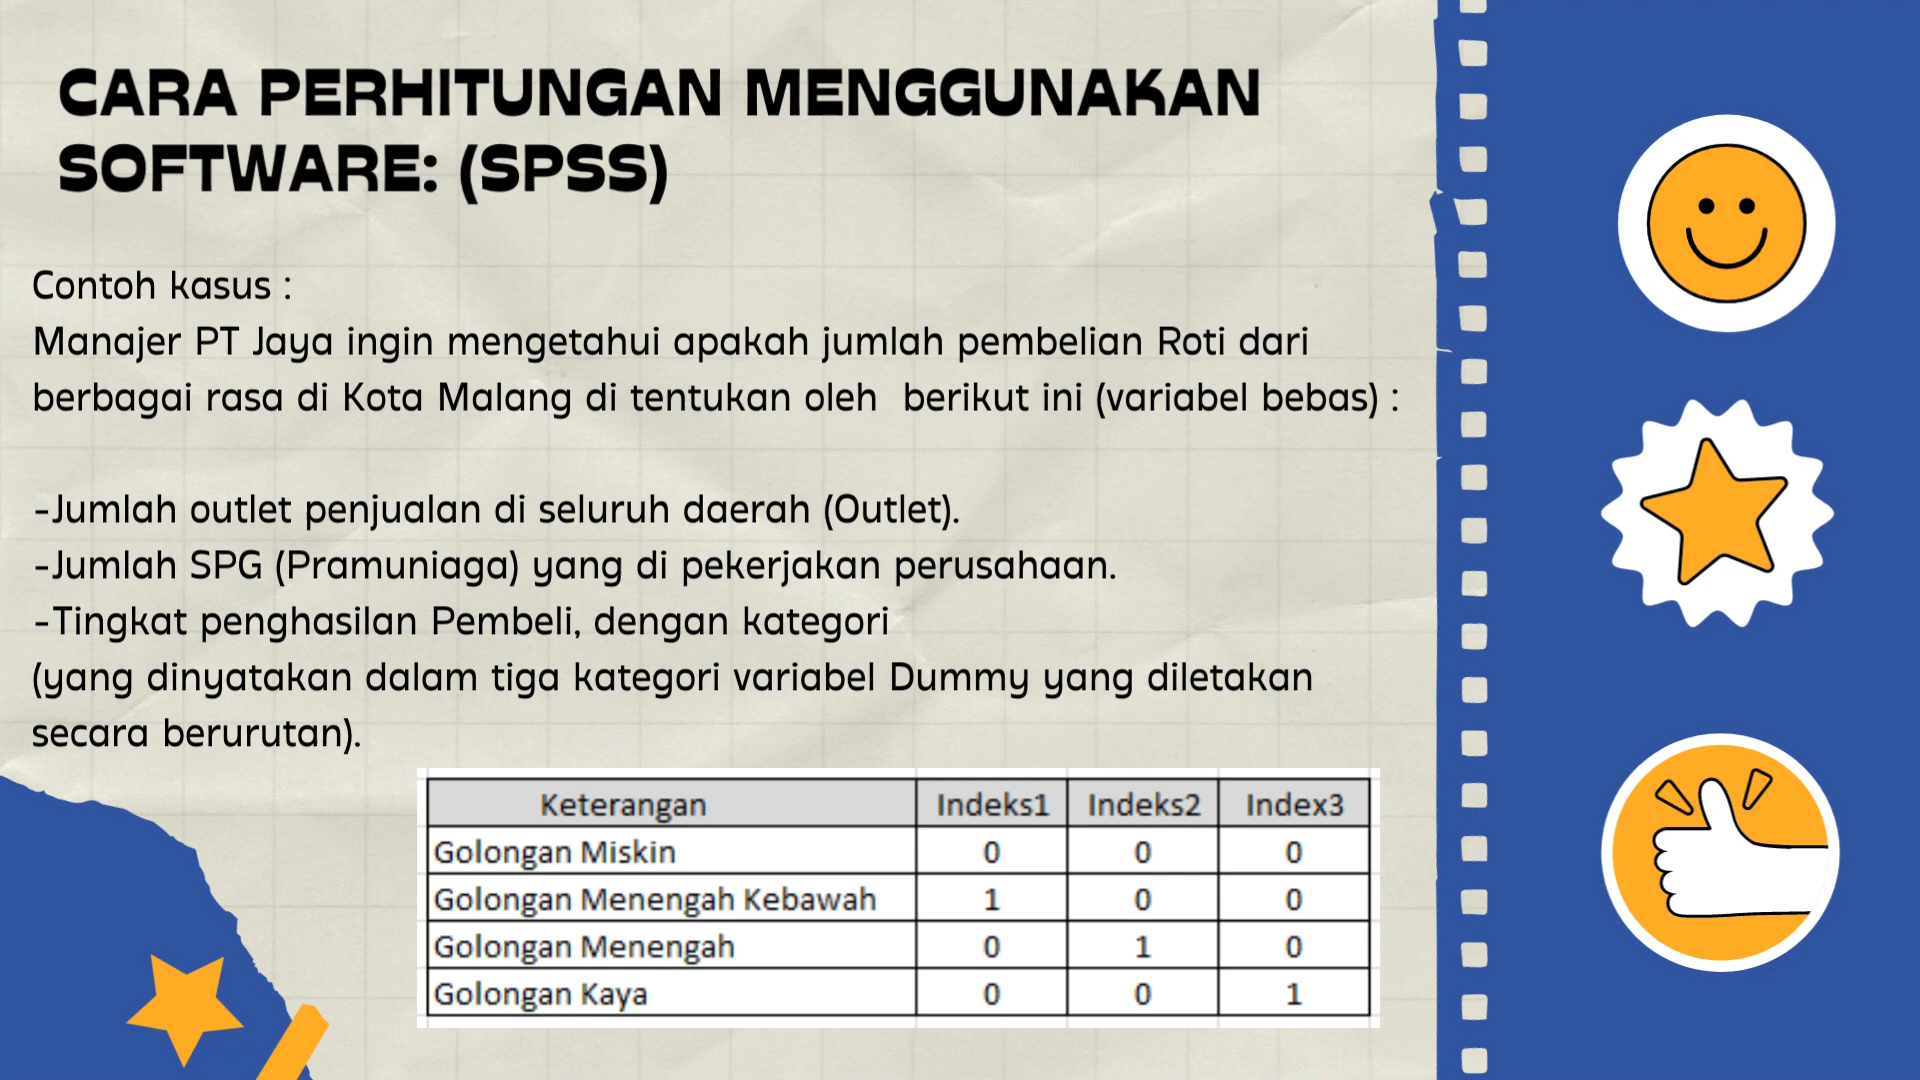 CARA PERHITUNGAN MENGGUNAKAN
SOFTWARE: (SPSS)
Contoh kasus :
Manajer PT Jaya ingin mengetahui apakah jumlah pembelian Roti dari
berbagai rasa di Kota Malang di tentukan oleh  berikut ini (variabel bebas) :
-Jumlah outlet penjualan di seluruh daerah (Outlet).
-Jumlah SPG (Pramuniaga) yang di pekerjakan perusahaan.
-Tingkat penghasilan Pembeli, dengan kategori
(yang dinyatakan dalam tiga kategori variabel Dummy yang diletakan
secara berurutan).
Keterangan Indeks1 Indeks2 Index3
Golongan Miskin 0 0 0
Golongan Menengah Kebawah 1 0 0
Golongan Menengah 0 1 0
Golongan Kaya 0 0 1